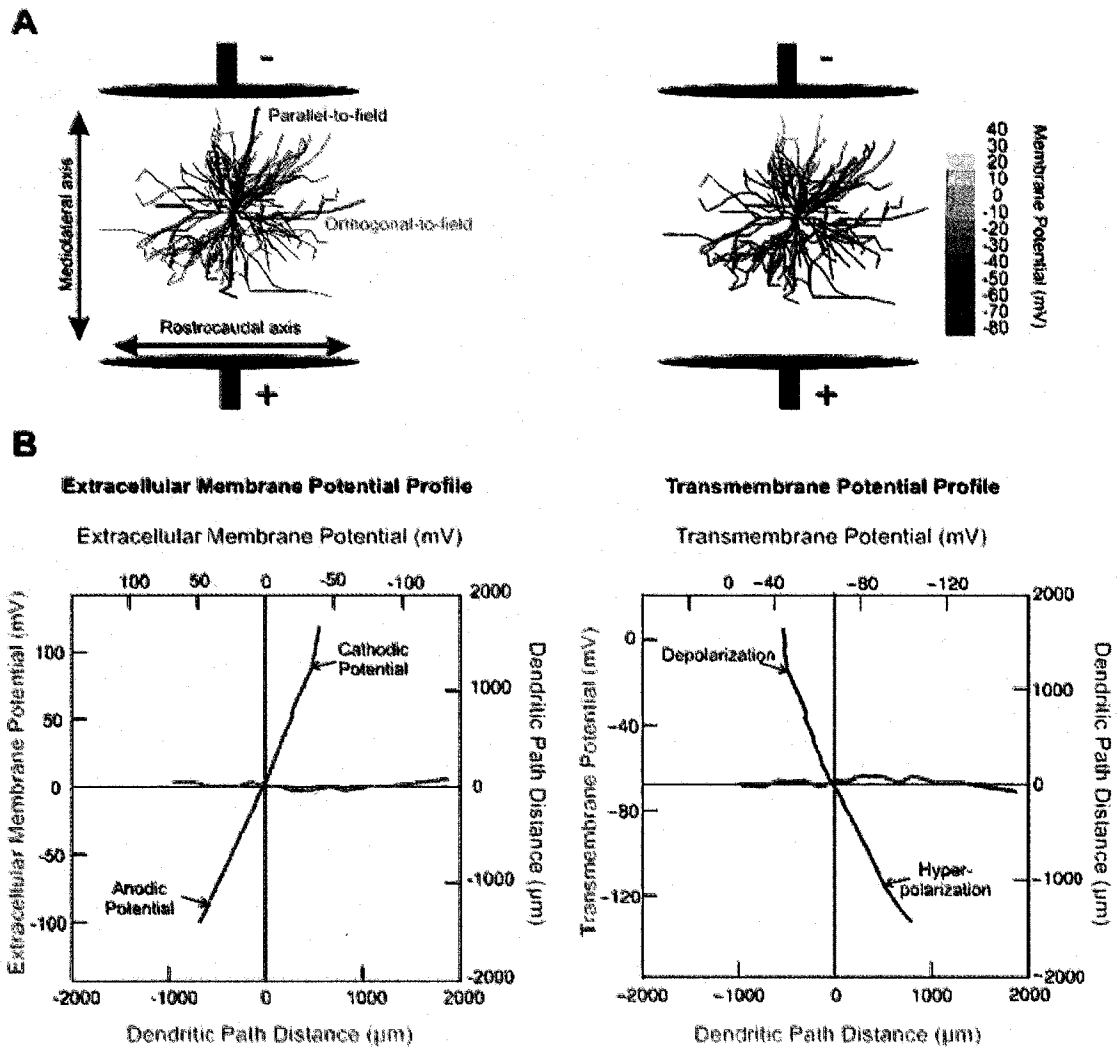 A
-
-
Parallel-to-field
Orthogonal-to-field
Mediolateral axis
Rostrocaudal axis
+
+
40
30
20
10
0
-10
-20
-30
-40
-50
-60
-70
-80
Membrane Potential (mV)
B
Extracellular Membrane Potential Profile
Extracellular Membrane Potential (mV)
100 50 0 -50 -100
Extracellular Membrane Potential (mV)
100
50
0
-50
-100
Cathodic
Potential
Anodic
Potential
2000
1000
0
-1000
-2000
Dendritic Path Distance (µm)
-2000 -1000 0 1000 2000
Dendritic Path Distance (µm)
Transmembrane Potential Profile
Transmembrane Potential (mV)
0 -40 -80 -120
Transmembrane Potential (mV)
0
-40
-80
-120
Depolarization
Hyper-
polarization
2000
1000
0
-1000
-2000
Dendritic Path Distance (µm)
-2000 -1000 0 1000 2000
Dendritic Path Distance (µm)